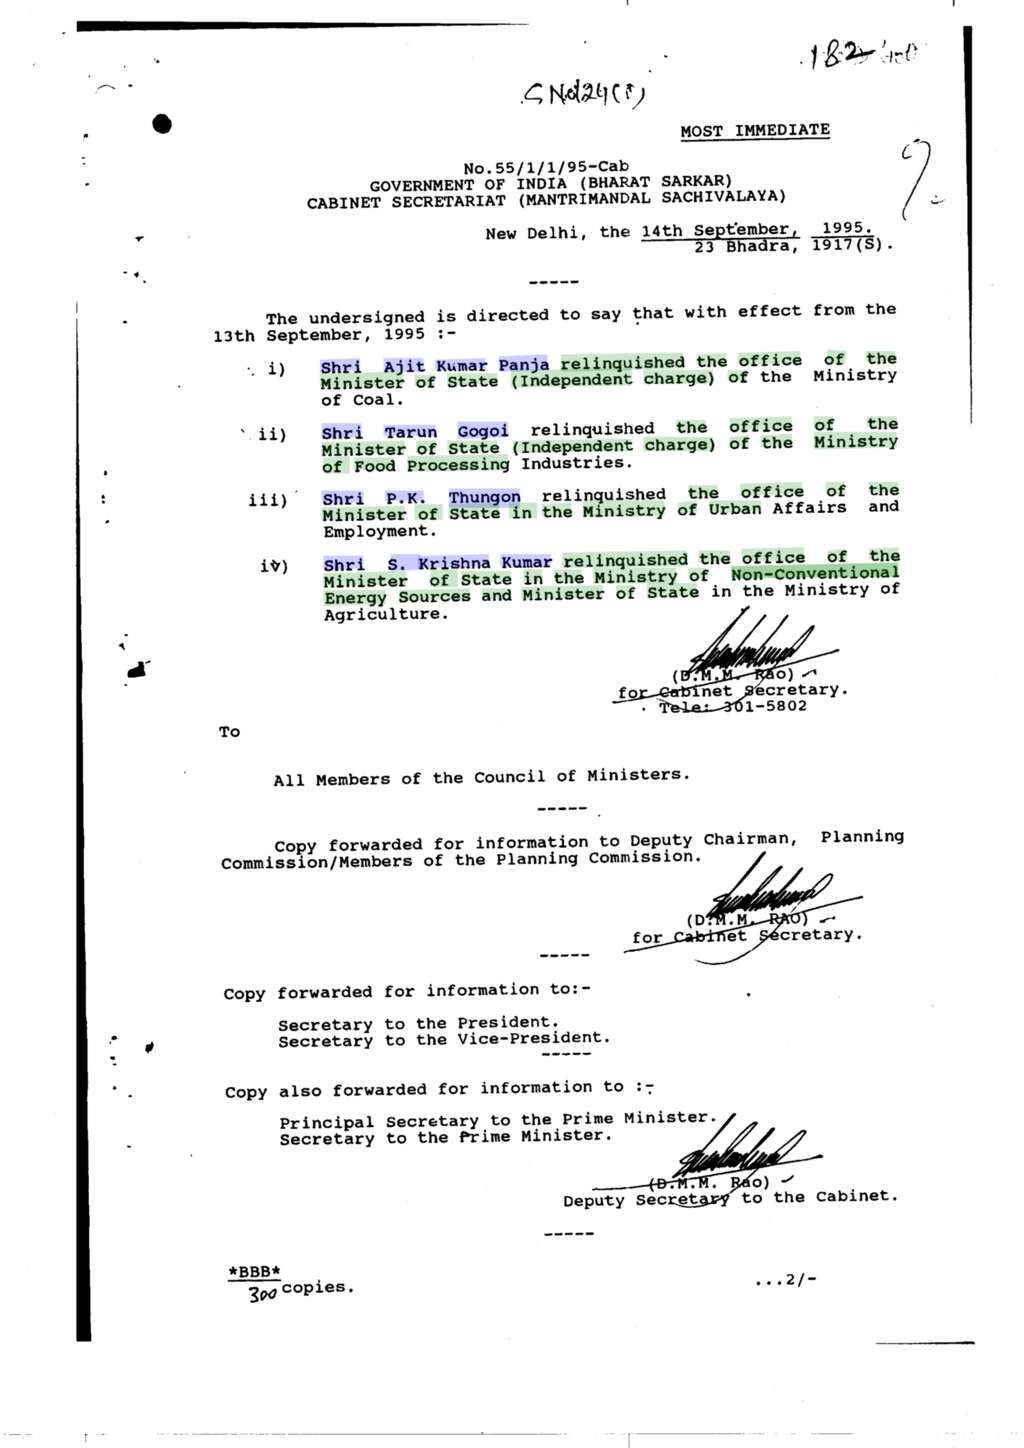 182
S No 24(1)
MOST IMMEDIATE
No.55/1/1/95-Cab
GOVERNMENT OF INDIA (BHARAT SARKAR)
CABINET SECRETARIAT (MANTRIMANDAL SACHIVALAYA)
New Delhi, the 14th September, 1995.
23 Bhadra, 1917(S).
-----
The undersigned is directed to say that with effect from the
13th September, 1995 :-
i) Shri Ajit Kumar Panja relinquished the office of the
Minister of State (Independent charge) of the Ministry
of Coal.
ii) Shri Tarun Gogoi relinquished the office of the
Minister of State (Independent charge) of the Ministry
of Food Processing Industries.
iii) Shri P.K. Thungon relinquished the office of the
Minister of State in the Ministry of Urban Affairs and
Employment.
iv) Shri S. Krishna Kumar relinquished the office of the
Minister of State in the Ministry of Non-Conventional
Energy Sources and Minister of State in the Ministry of
Agriculture.
(D.M.M. Rao)
for Cabinet Secretary.
Tele: 301-5802
To
All Members of the Council of Ministers.
-----
Copy forwarded for information to Deputy Chairman, Planning
Commission/Members of the Planning Commission.
(D.M.M. RAO)
for Cabinet Secretary.
-----
Copy forwarded for information to:-
Secretary to the President.
Secretary to the Vice-President.
-----
Copy also forwarded for information to :-
Principal Secretary to the Prime Minister.
Secretary to the Prime Minister.
(D.M.M. Rao)
Deputy Secretary to the Cabinet.
-----
*BBB*
300 copies.
...2/-